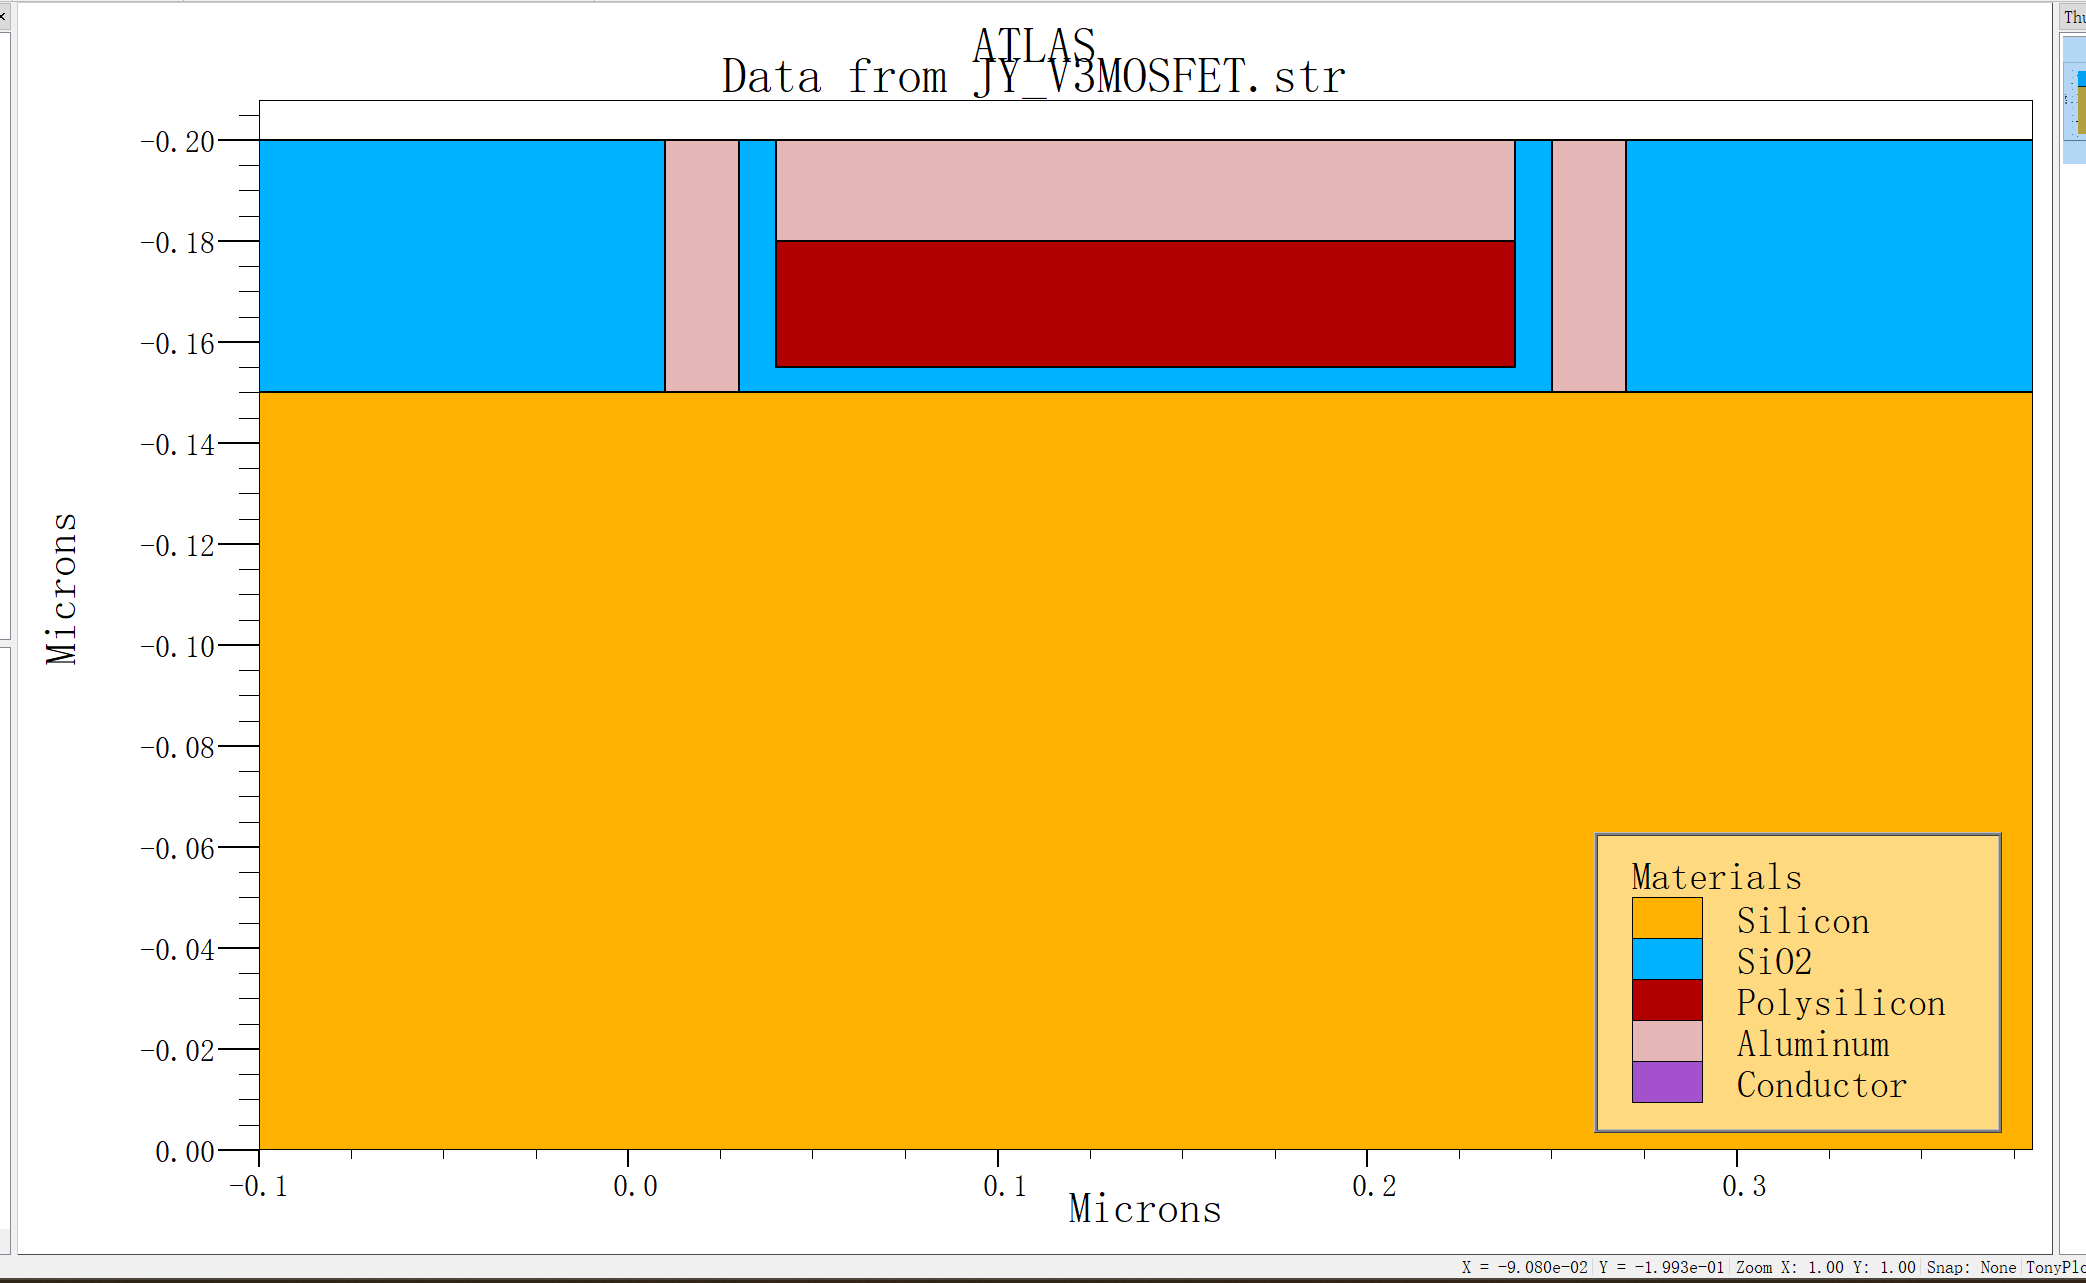 ATLAS
Data from JY_V3MOSFET.str
-0.20
-0.18
-0.16
-0.14
-0.12
-0.10
-0.08
-0.06
-0.04
-0.02
0.00
Microns
-0.1 0.0 0.1 0.2 0.3
Microns
Materials
Silicon
SiO2
Polysilicon
Aluminum
Conductor
X = -9.080e-02 Y = -1.993e-01 Zoom X: 1.00 Y: 1.00 Snap: None